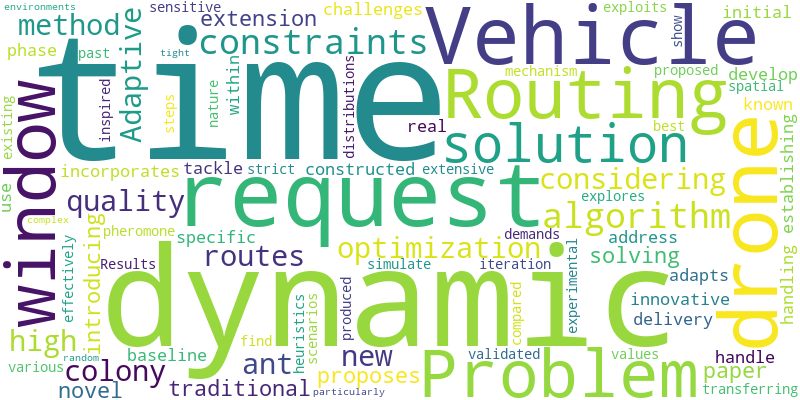 environments
sensitive
challenges
exploits
initial
method
extension
Vehicle
show
phase
past
tight
Adaptive
constraints
existing
inspired
steps
nature
within
distributions
time
mechanism
proposed
develop
spatial
Routing
known
best
real
window
solution
drone
establishing
incorporates
tackle
strict
constructed
extensive
considering
explores
use
quality
request
algorithm
handling
pheromone
complex
introducing
specific
demands
address
effectively
Results
routes
optimization
solving
experimental
simulate
iteration
adapts
dynamic
innovative
delivery
high
find
heuristics
scenarios
produced
compared
baseline
random
ant
new
validated
values
handle
colony
proposes
Problem
paper
various
novel
traditional
particularly
transferring